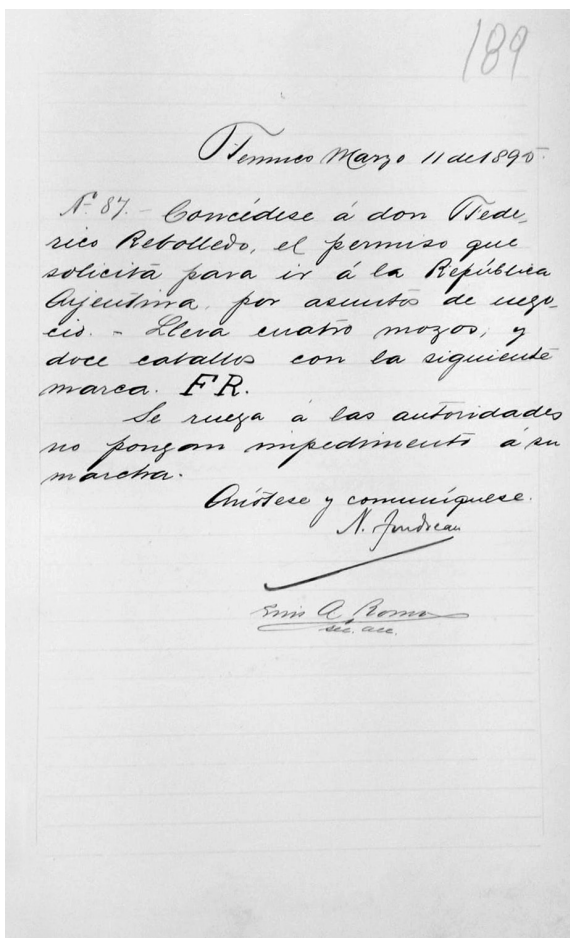 189
Temuco Marzo 11 de 1895.
Nº 87. — Concédese á don Fede-
rico Rebolledo, el permiso que
solicita para ir á la República
Arjentina, por asuntos de nego-
cio. — Lleva cuatro mozos, y
doce caballos con la siguiente
marca. FR.
Se ruega á las autoridades
no pongan impedimento á su
marcha.
Anótese y comuníquese.
N.
A. Romo
sec. acc.